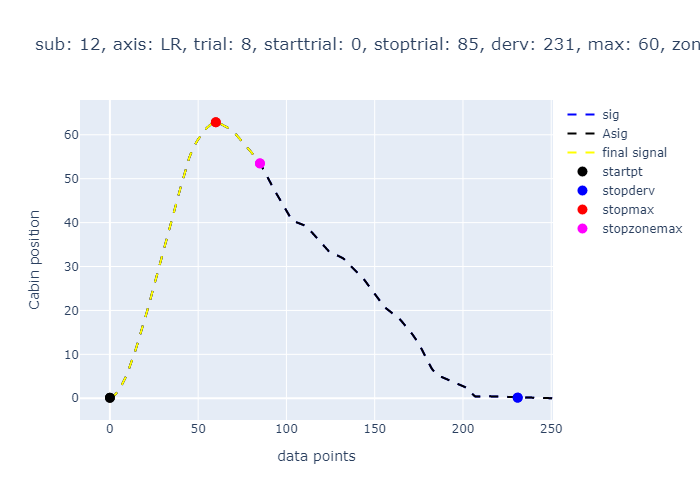 sub: 12, axis: LR, trial: 8, starttrial: 0, stoptrial: 85, derv: 231, max: 60, zon
sig
Asig
final signal
startpt
stopderv
stopmax
stopzonemax
Cabin position
60
50
40
30
20
10
0
0 50 100 150 200 250
data points